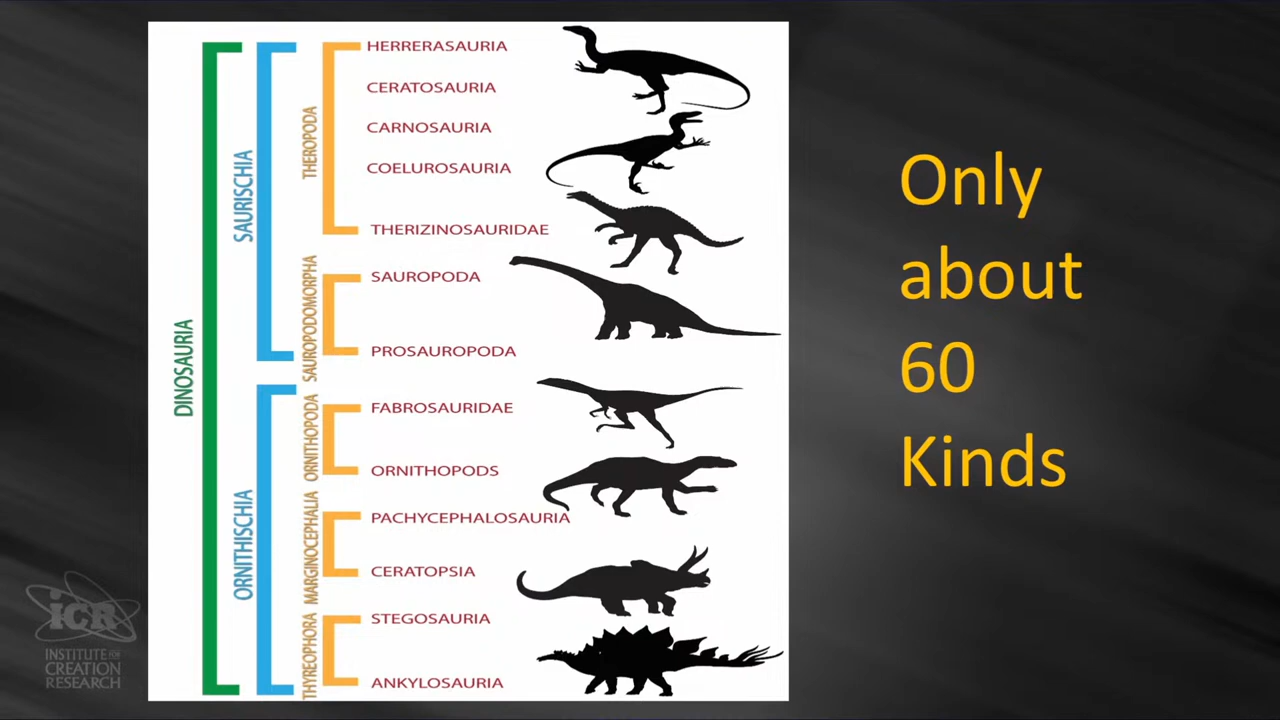 HERRERASAURIA
CERATOSAURIA
CARNOSAURIA
COELUROSAURIA
THERIZINOSAURIDAE
SAUROPODA
PROSAUROPODA
FABROSAURIDAE
ORNITHOPODS
PACHYCEPHALOSAURIA
CERATOPSIA
STEGOSAURIA
ANKYLOSAURIA
THEROPODA
SAUROPODOMORPHA
ORNITHOPODA
MARGINOCEPHALIA
THYREOPHORA
SAURISCHIA
ORNITHISCHIA
DINOSAURIA
Only
about
60
Kinds
iCR
INSTITUTE FOR
CREATION
RESEARCH